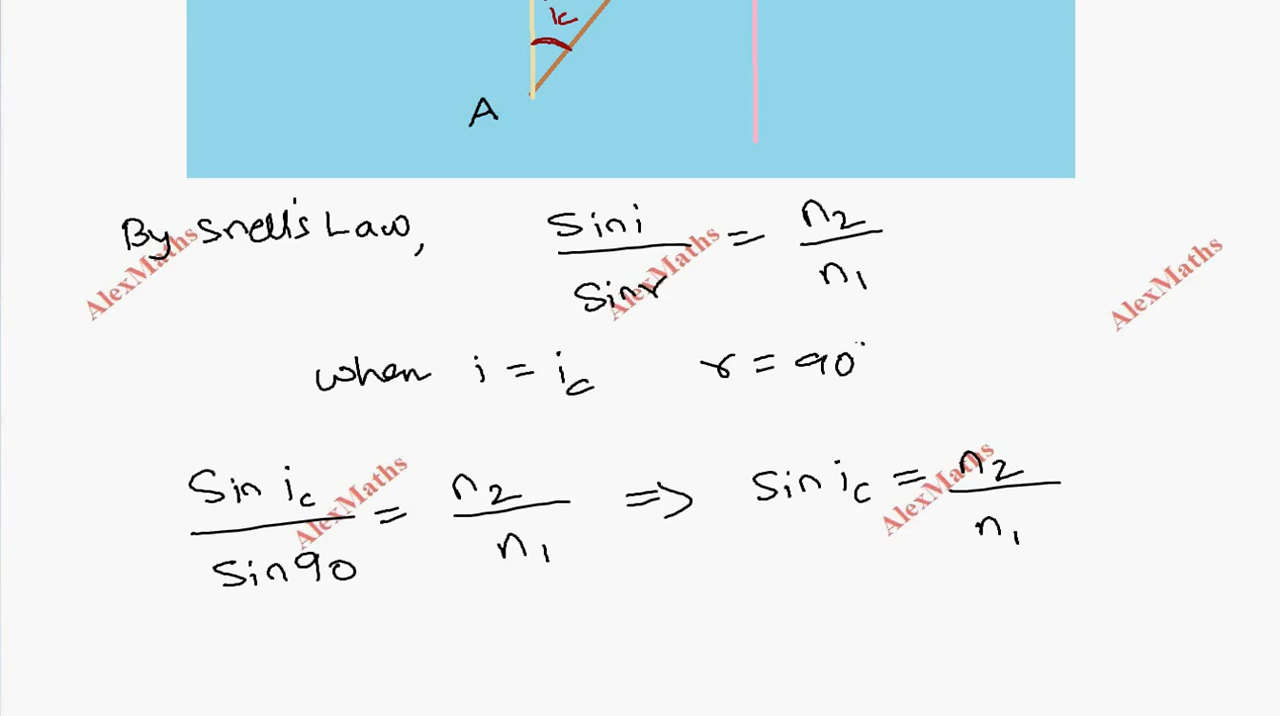 ic
A
By Snell's Law, Sin i / Sin r = n2 / n1
AlexMaths AlexMaths AlexMaths
when i = ic r = 90°
Sin ic / Sin 90 = n2 / n1 => Sin ic = n2 / n1
AlexMaths AlexMaths